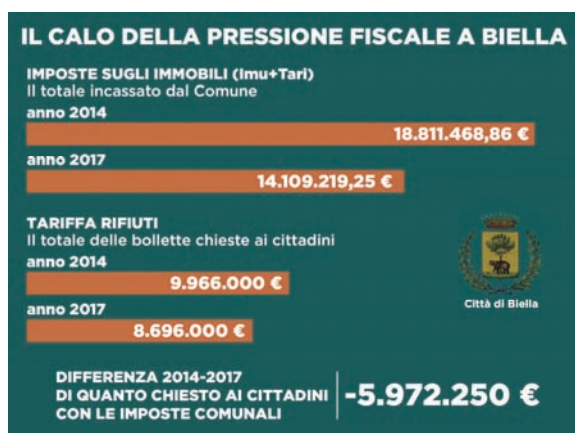 IL CALO DELLA PRESSIONE FISCALE A BIELLA
IMPOSTE SUGLI IMMOBILI (Imu+Tari)
Il totale incassato dal Comune
anno 2014
18.811.468,86 €
anno 2017
14.109.219,25 €
TARIFFA RIFIUTI
Il totale delle bollette chieste ai cittadini
anno 2014
9.966.000 €
anno 2017
8.696.000 €
Città di Biella
DIFFERENZA 2014-2017
DI QUANTO CHIESTO AI CITTADINI
CON LE IMPOSTE COMUNALI
-5.972.250 €